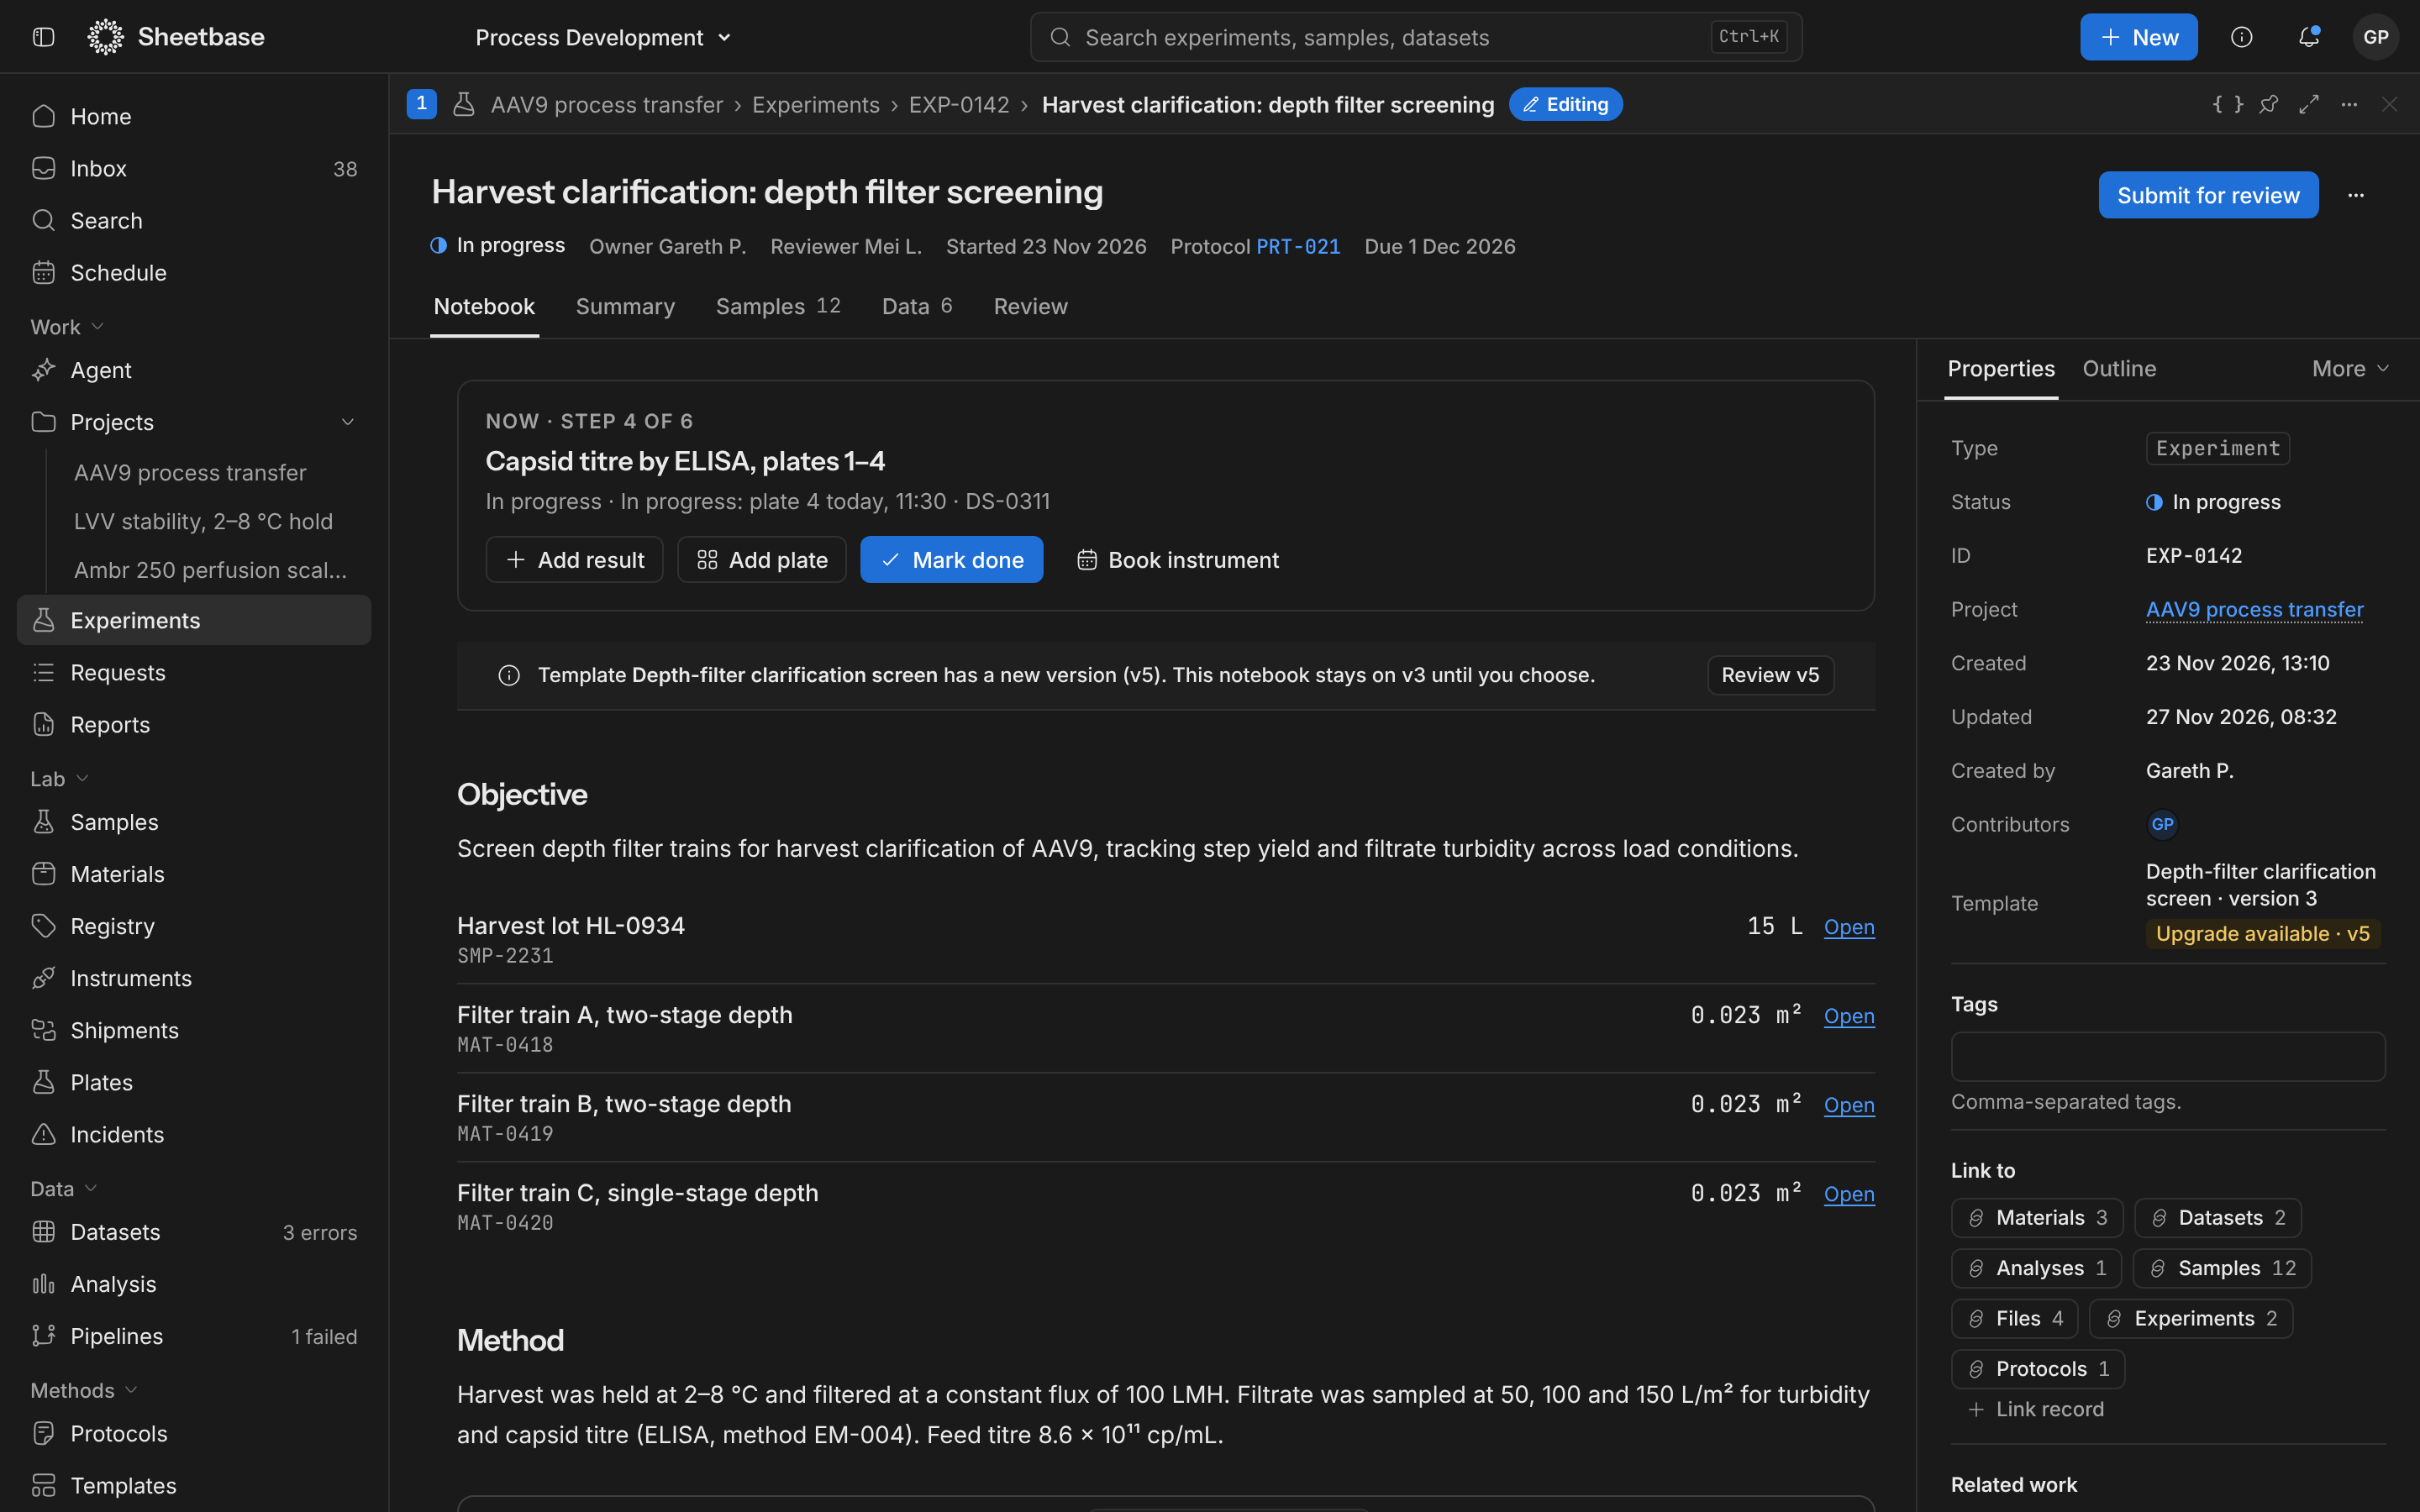 Sheetbase
Process Development
Search experiments, samples, datasets
Ctrl+K
New
GP
Home
Inbox 38
Search
Schedule
Work
Agent
Projects
AAV9 process transfer
LVV stability, 2–8 °C hold
Ambr 250 perfusion scal...
Experiments
Requests
Reports
Lab
Samples
Materials
Registry
Instruments
Shipments
Plates
Incidents
Data
Datasets 3 errors
Analysis
Pipelines 1 failed
Methods
Protocols
Templates
1 AAV9 process transfer › Experiments › EXP-0142 › Harvest clarification: depth filter screening Editing
{ }
Harvest clarification: depth filter screening
Submit for review
In progress Owner Gareth P. Reviewer Mei L. Started 23 Nov 2026 Protocol PRT-021 Due 1 Dec 2026
Notebook Summary Samples 12 Data 6 Review
NOW · STEP 4 OF 6
Capsid titre by ELISA, plates 1–4
In progress · In progress: plate 4 today, 11:30 · DS-0311
Add result Add plate Mark done Book instrument
Template Depth-filter clarification screen has a new version (v5). This notebook stays on v3 until you choose. Review v5
Objective
Screen depth filter trains for harvest clarification of AAV9, tracking step yield and filtrate turbidity across load conditions.
Harvest lot HL-0934 15 L Open
SMP-2231
Filter train A, two-stage depth 0.023 m² Open
MAT-0418
Filter train B, two-stage depth 0.023 m² Open
MAT-0419
Filter train C, single-stage depth 0.023 m² Open
MAT-0420
Method
Harvest was held at 2–8 °C and filtered at a constant flux of 100 LMH. Filtrate was sampled at 50, 100 and 150 L/m² for turbidity
and capsid titre (ELISA, method EM-004). Feed titre 8.6 × 10¹¹ cp/mL.
Properties Outline More
Type Experiment
Status In progress
ID EXP-0142
Project AAV9 process transfer
Created 23 Nov 2026, 13:10
Updated 27 Nov 2026, 08:32
Created by Gareth P.
Contributors GP
Template Depth-filter clarification
screen · version 3
Upgrade available · v5
Tags
Comma-separated tags.
Link to
Materials 3 Datasets 2
Analyses 1 Samples 12
Files 4 Experiments 2
Protocols 1
Link record
Related work